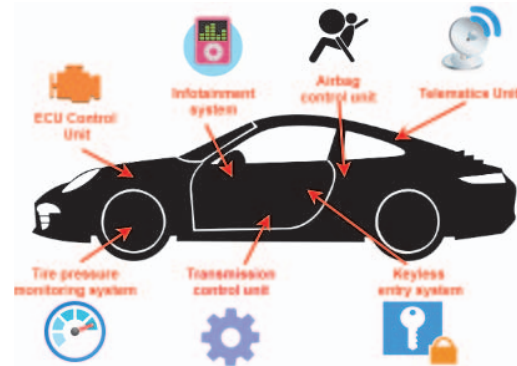 Infotainment
system
Airbag
control unit
Telematics Unit
ECU Control
Unit
Tire pressure
monitoring system
Transmission
control unit
Keyless
entry system